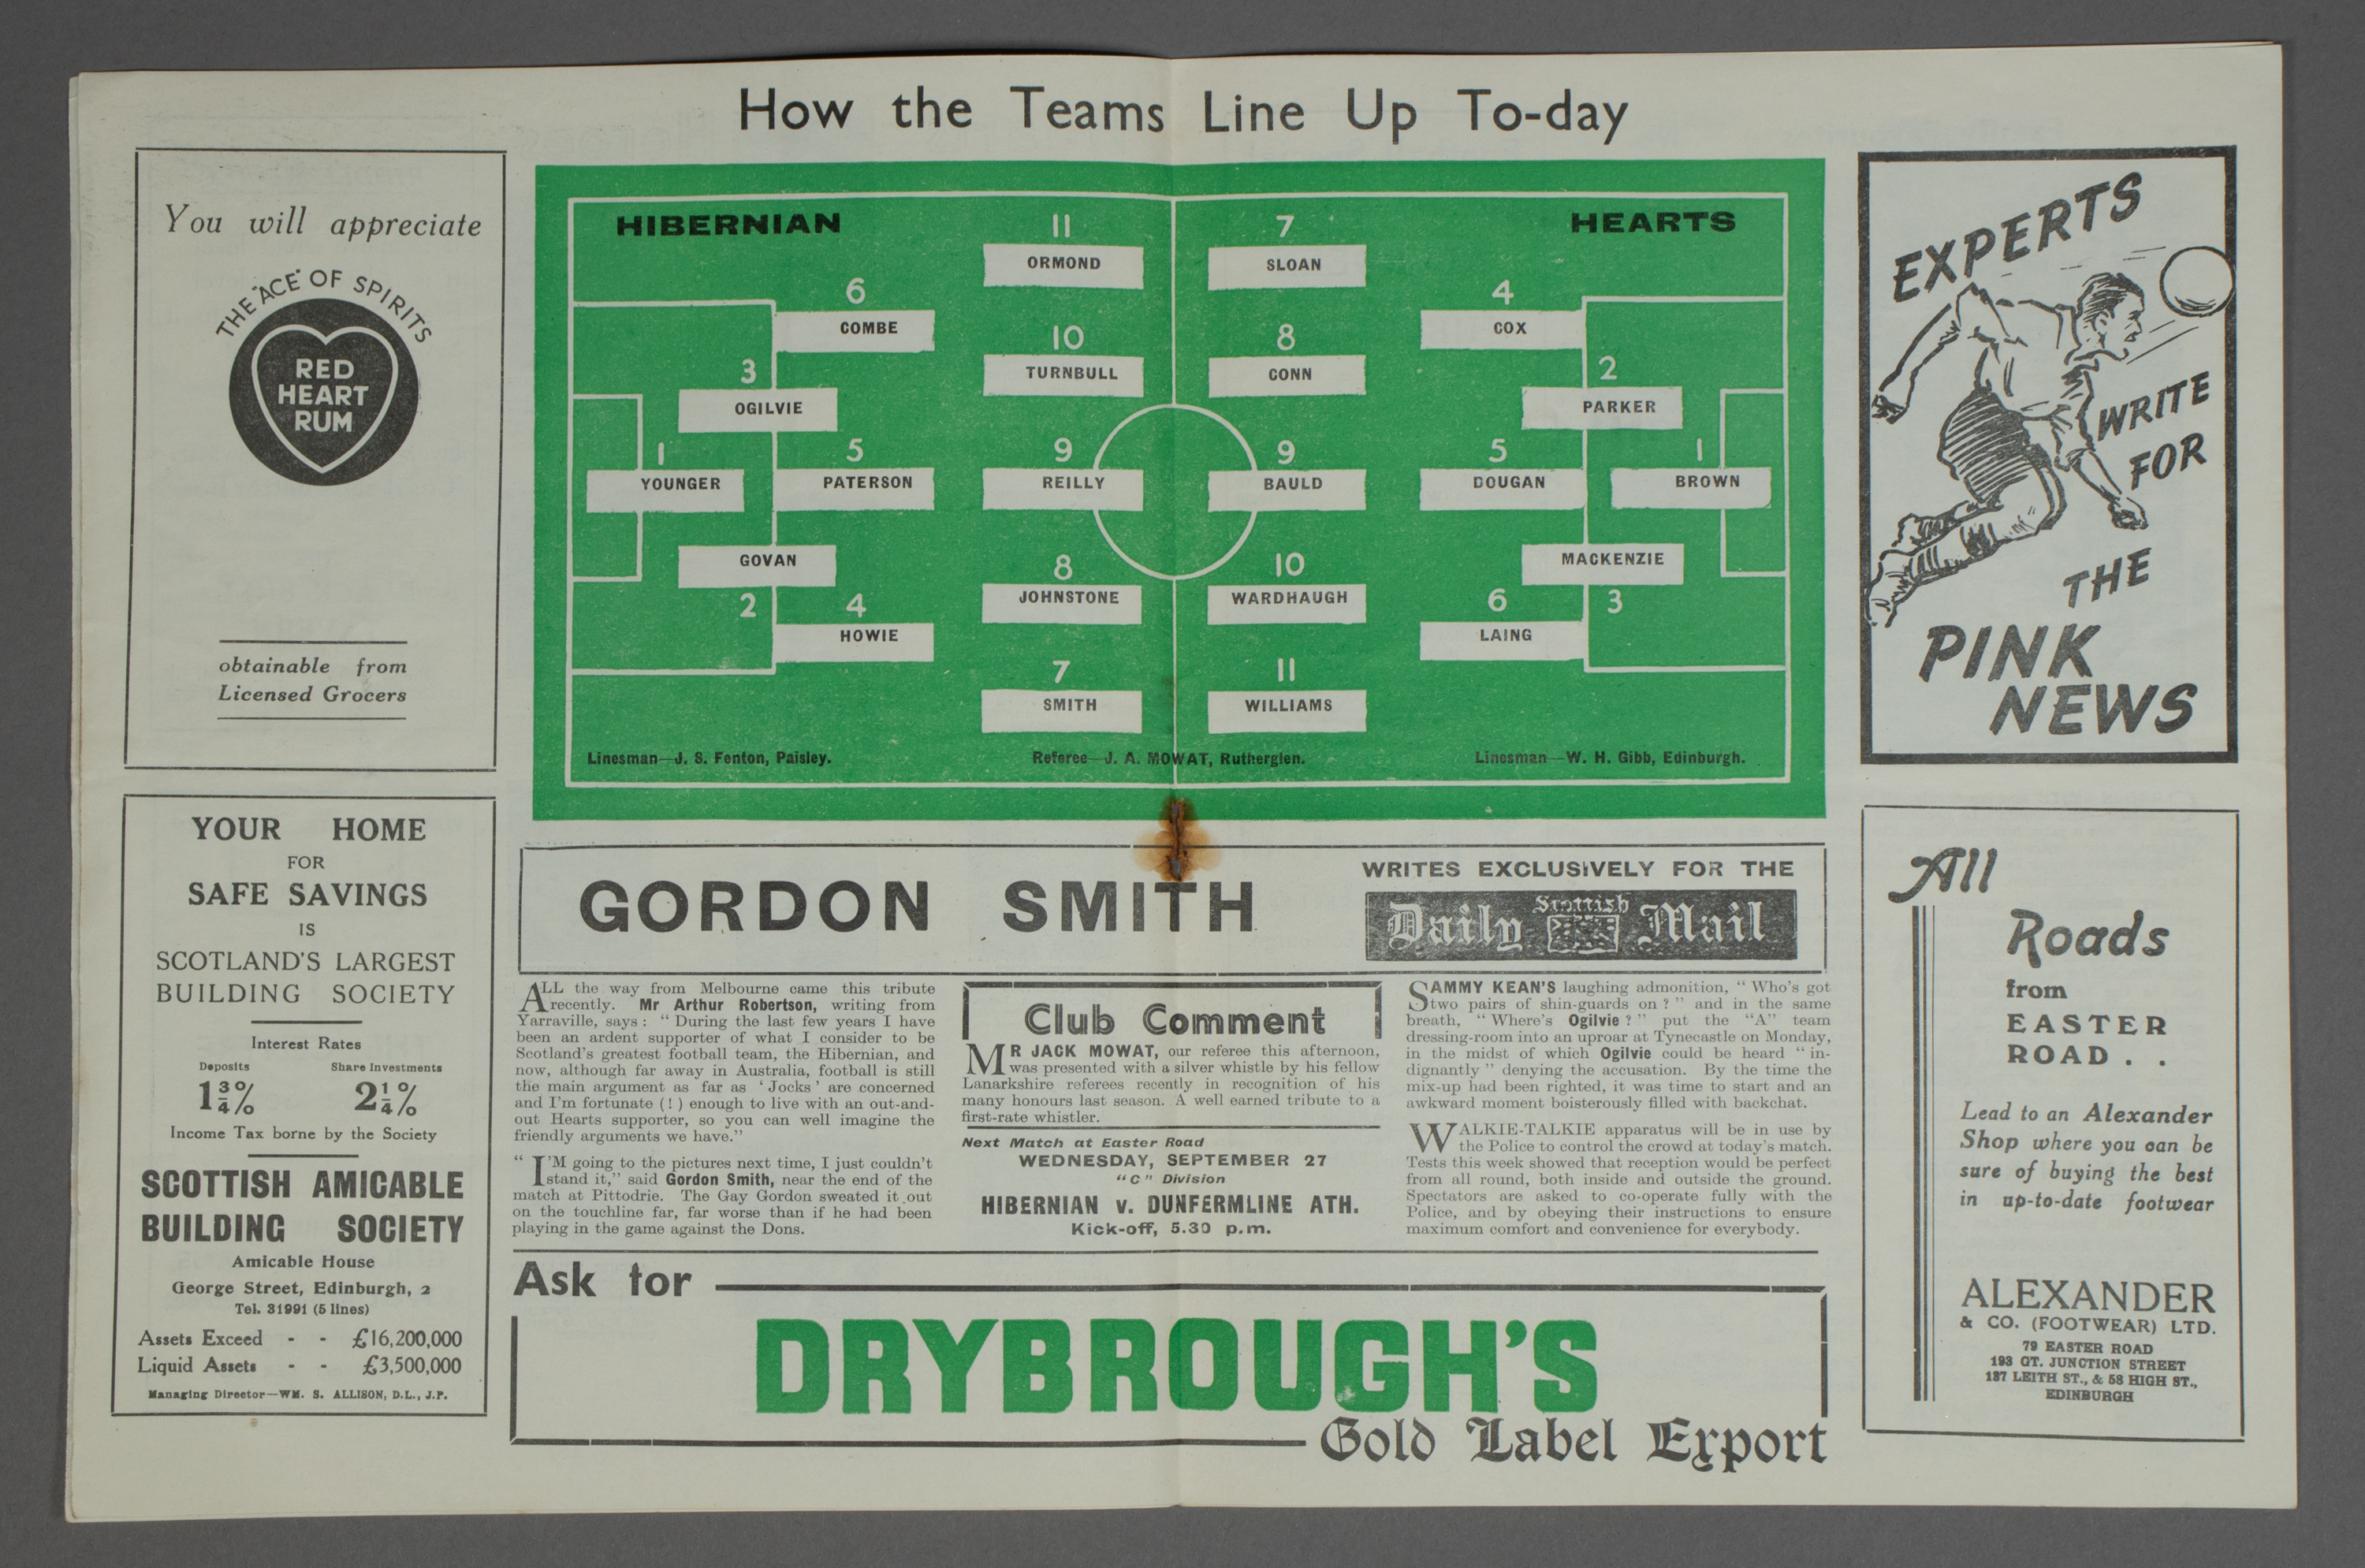 How the Teams Line Up To-day
You will appreciate
THE "ACE" OF SPIRITS
RED
HEART
RUM
obtainable from
Licensed Grocers
YOUR HOME
FOR
SAFE SAVINGS
IS
SCOTLAND'S LARGEST
BUILDING SOCIETY
Interest Rates
Deposits Share Investments
1¾% 2¼%
Income Tax borne by the Society
SCOTTISH AMICABLE
BUILDING SOCIETY
Amicable House
George Street, Edinburgh, 2
Tel. 31991 (5 lines)
Assets Exceed - - £16,200,000
Liquid Assets - - £3,500,000
Managing Director—WM. S. ALLISON, D.L., J.P.
HIBERNIAN HEARTS
11 7
ORMOND SLOAN
6 4
COMBE COX
10 8
TURNBULL CONN
3 2
OGILVIE PARKER
1 5 9 9 5 1
YOUNGER PATERSON REILLY BAULD DOUGAN BROWN
GOVAN MACKENZIE
8 10
JOHNSTONE WARDHAUGH
2 4 6 3
HOWIE LAING
7 11
SMITH WILLIAMS
Linesman—J. S. Fenton, Paisley. Referee—J. A. MOWAT, Rutherglen. Linesman—W. H. Gibb, Edinburgh.
GORDON SMITH
WRITES EXCLUSIVELY FOR THE
Daily Scottish Mail
ALL the way from Melbourne came this tribute
recently. Mr Arthur Robertson, writing from
Yarraville, says: "During the last few years I have
been an ardent supporter of what I consider to be
Scotland's greatest football team, the Hibernian, and
now, although far away in Australia, football is still
the main argument as far as 'Jocks' are concerned
and I'm fortunate (!) enough to live with an out-and-
out Hearts supporter, so you can well imagine the
friendly arguments we have."
"I'M going to the pictures next time, I just couldn't
stand it," said Gordon Smith, near the end of the
match at Pittodrie. The Gay Gordon sweated it out
on the touchline far, far worse than if he had been
playing in the game against the Dons.
Club Comment
MR JACK MOWAT, our referee this afternoon,
was presented with a silver whistle by his fellow
Lanarkshire referees recently in recognition of his
many honours last season. A well earned tribute to a
first-rate whistler.
Next Match at Easter Road
WEDNESDAY, SEPTEMBER 27
"C" Division
HIBERNIAN v. DUNFERMLINE ATH.
Kick-off, 5.30 p.m.
SAMMY KEAN'S laughing admonition, "Who's got
two pairs of shin-guards on?" and in the same
breath, "Where's Ogilvie?" put the "A" team
dressing-room into an uproar at Tynecastle on Monday,
in the midst of which Ogilvie could be heard "in-
dignantly" denying the accusation. By the time the
mix-up had been righted, it was time to start and an
awkward moment boisterously filled with backchat.
WALKIE-TALKIE apparatus will be in use by
the Police to control the crowd at today's match.
Tests this week showed that reception would be perfect
from all round, both inside and outside the ground.
Spectators are asked to co-operate fully with the
Police, and by obeying their instructions to ensure
maximum comfort and convenience for everybody.
Ask for
DRYBROUGH'S
Gold Label Export
EXPERTS
WRITE
FOR
THE
PINK
NEWS
All
Roads
from
EASTER
ROAD . .
Lead to an Alexander
Shop where you can be
sure of buying the best
in up-to-date footwear
ALEXANDER
& CO. (FOOTWEAR) LTD.
79 EASTER ROAD
193 GT. JUNCTION STREET
137 LEITH ST., & 58 HIGH ST.,
EDINBURGH